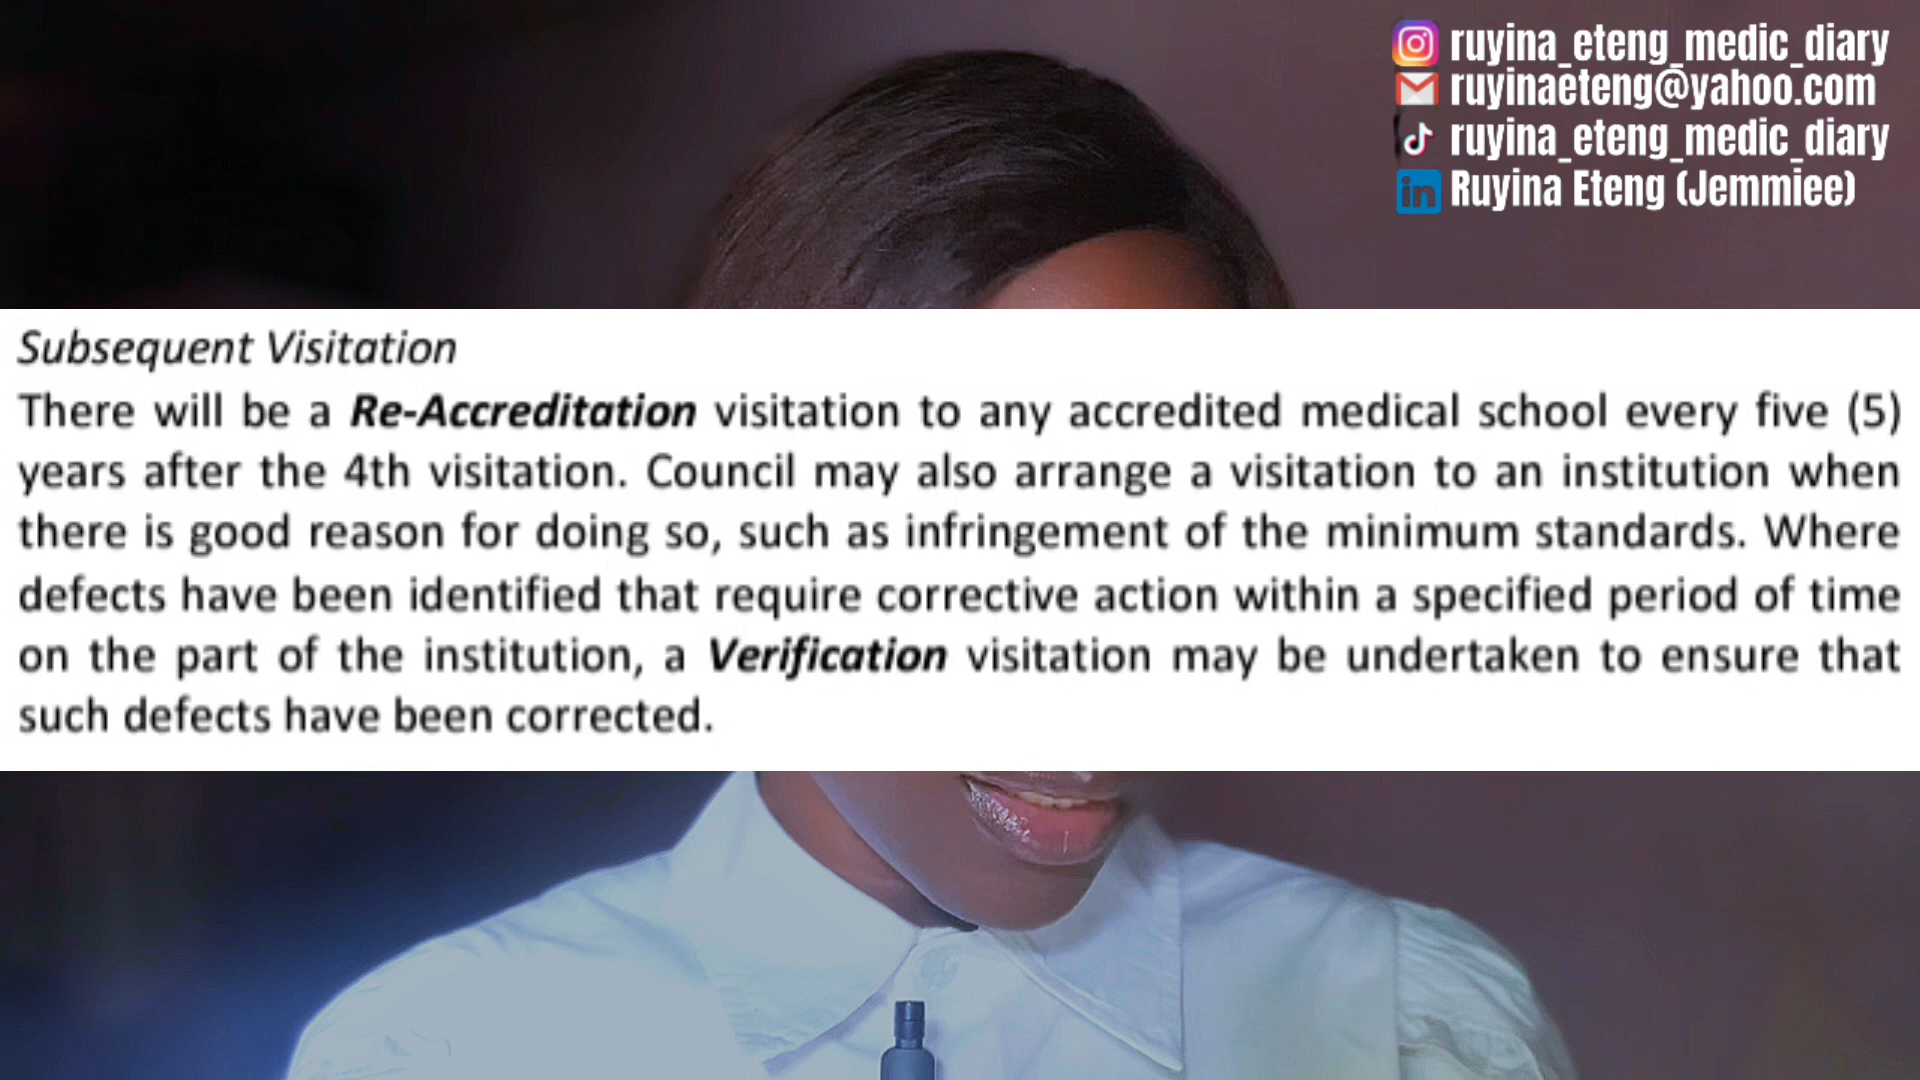 ruyina_eteng_medic_diary
ruyinaeteng@yahoo.com
ruyina_eteng_medic_diary
in Ruyina Eteng (Jemmiee)
Subsequent Visitation
There will be a Re-Accreditation visitation to any accredited medical school every five (5)
years after the 4th visitation. Council may also arrange a visitation to an institution when
there is good reason for doing so, such as infringement of the minimum standards. Where
defects have been identified that require corrective action within a specified period of time
on the part of the institution, a Verification visitation may be undertaken to ensure that
such defects have been corrected.